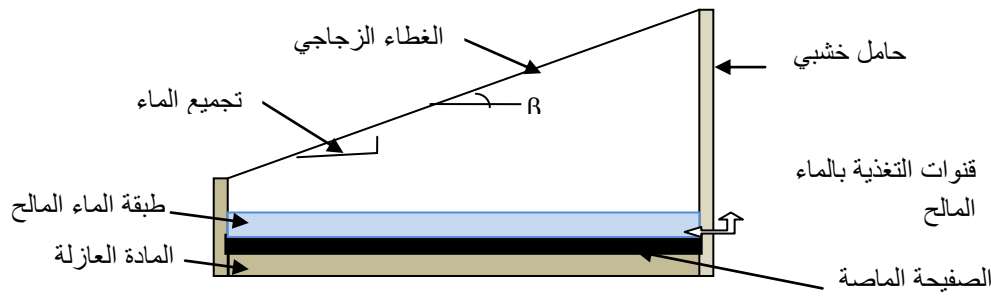 الغطاء الزجاجي
حامل خشبي
تجميع الماء
β
قنوات التغذية بالماء
المالح
طبقة الماء المالح
المادة العازلة
الصفيحة الماصة